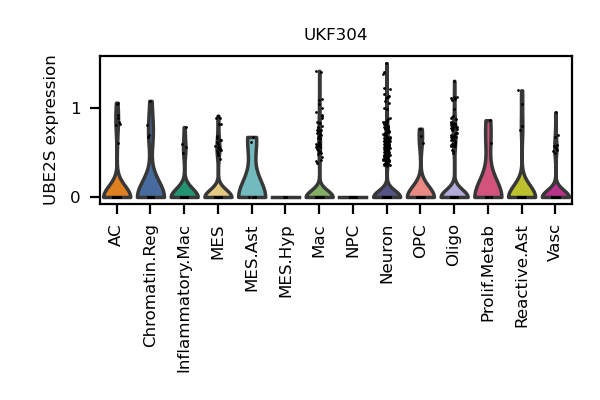 UKF304
UBE2S expression
1
0
AC
Chromatin.Reg
Inflammatory.Mac
MES
MES.Ast
MES.Hyp
Mac
NPC
Neuron
OPC
Oligo
Prolif.Metab
Reactive.Ast
Vasc